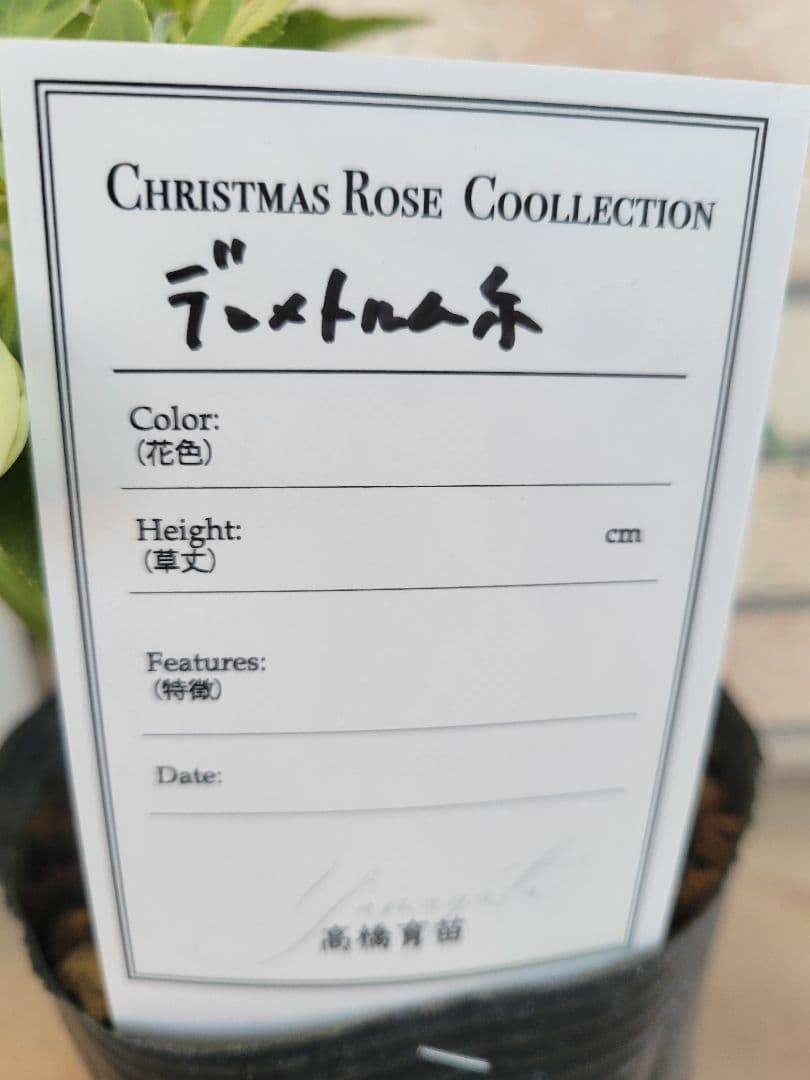 CHRISTMAS ROSE COOLLECTION
デュメトルム系
Color:
(花色)
Height: cm
(草丈)
Features:
(特徴)
Date:
Yamagata
高橋育苗